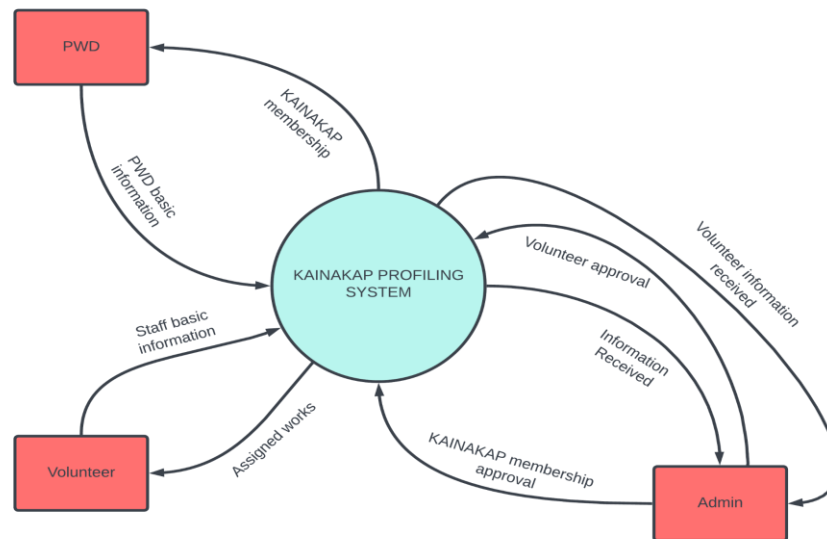 PWD
KAINAKAP
membership
PWD basic
information
KAINAKAP PROFILING
SYSTEM
Volunteer approval
Volunteer information
received
Staff basic
information
Information
Received
Assigned works
KAINAKAP membership
approval
Volunteer
Admin